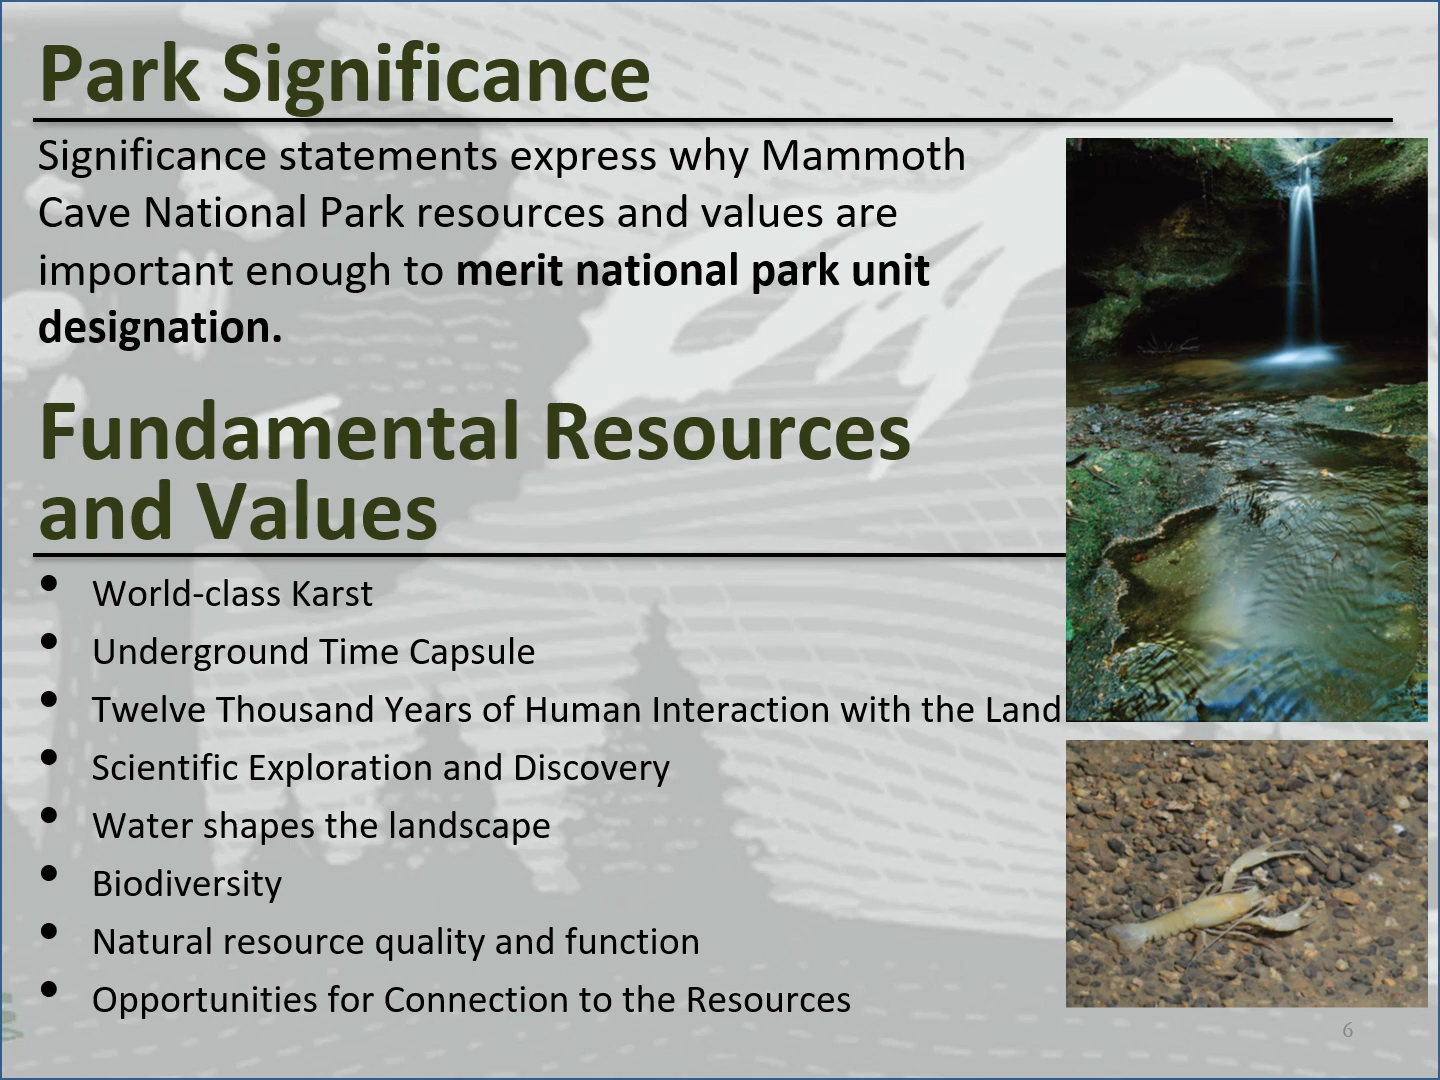 Park Significance
Significance statements express why Mammoth
Cave National Park resources and values are
important enough to merit national park unit
designation.
Fundamental Resources
and Values
• World-class Karst
• Underground Time Capsule
• Twelve Thousand Years of Human Interaction with the Land
• Scientific Exploration and Discovery
• Water shapes the landscape
• Biodiversity
• Natural resource quality and function
• Opportunities for Connection to the Resources
6